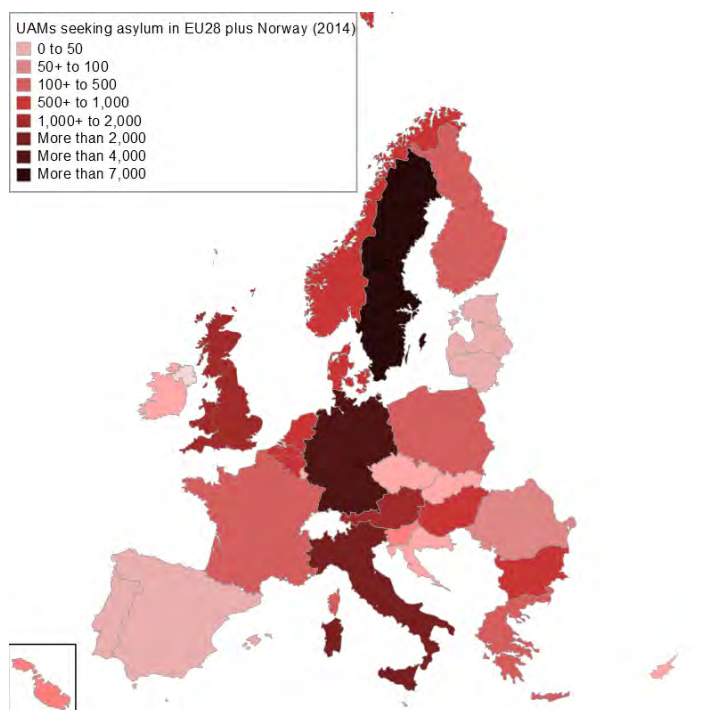 UAMs seeking asylum in EU28 plus Norway (2014)
0 to 50
50+ to 100
100+ to 500
500+ to 1,000
1,000+ to 2,000
More than 2,000
More than 4,000
More than 7,000